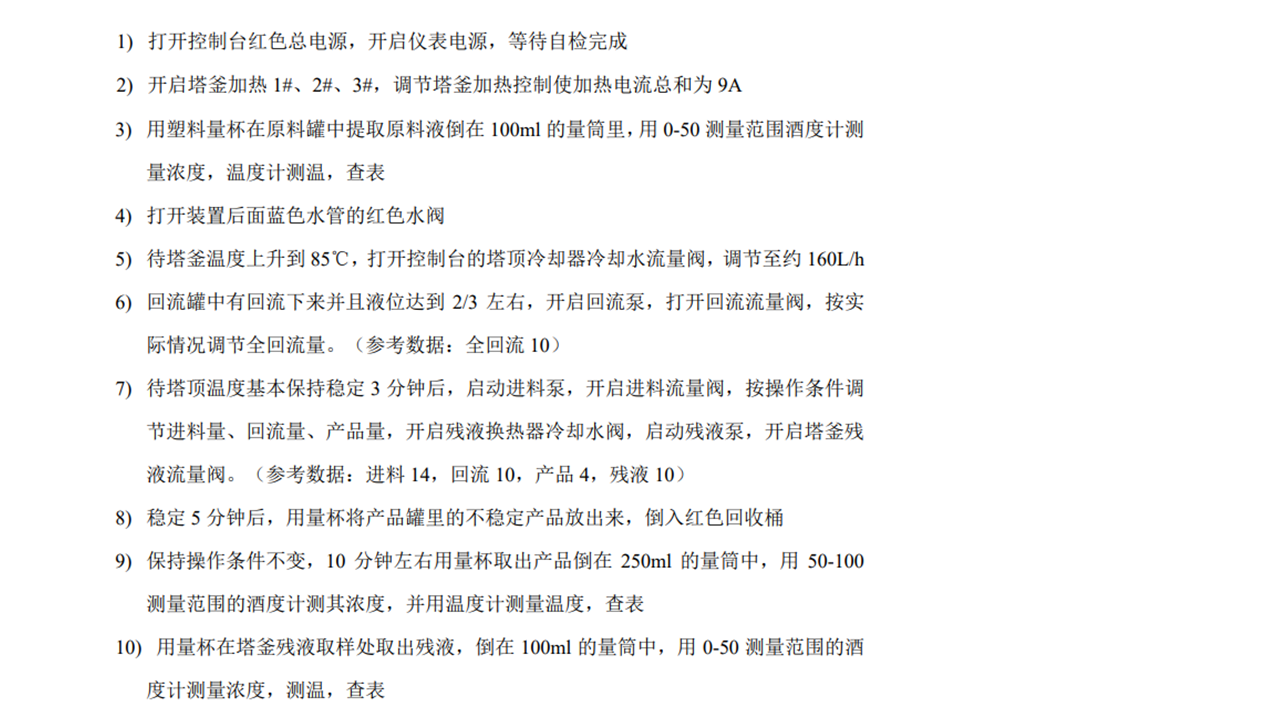 1) 打开控制台红色总电源，开启仪表电源，等待自检完成
2) 开启塔釜加热 1#、2#、3#，调节塔釜加热控制使加热电流总和为 9A
3) 用塑料量杯在原料罐中提取原料液倒在 100ml 的量筒里，用 0-50 测量范围酒度计测
量浓度，温度计测温，查表
4) 打开装置后面蓝色水管的红色水阀
5) 待塔釜温度上升到 85℃，打开控制台的塔顶冷却器冷却水流量阀，调节至约 160L/h
6) 回流罐中有回流下来并且液位达到 2/3 左右，开启回流泵，打开回流流量阀，按实
际情况调节全回流量。（参考数据：全回流 10）
7) 待塔顶温度基本保持稳定 3 分钟后，启动进料泵，开启进料流量阀，按操作条件调
节进料量、回流量、产品量，开启残液换热器冷却水阀，启动残液泵，开启塔釜残
液流量阀。（参考数据：进料 14，回流 10，产品 4，残液 10）
8) 稳定 5 分钟后，用量杯将产品罐里的不稳定产品放出来，倒入红色回收桶
9) 保持操作条件不变，10 分钟左右用量杯取出产品倒在 250ml 的量筒中，用 50-100
测量范围的酒度计测其浓度，并用温度计测量温度，查表
10) 用量杯在塔釜残液取样处取出残液，倒在 100ml 的量筒中，用 0-50 测量范围的酒
度计测量浓度，测温，查表